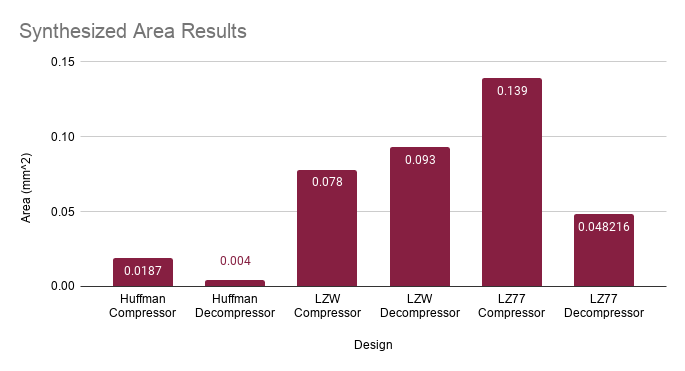 Synthesized Area Results
0.15
0.10
0.05
0.00
Area (mm^2)
0.0187
0.004
0.078
0.093
0.139
0.048216
Huffman
Compressor
Huffman
Decompressor
LZW
Compressor
LZW
Decompressor
LZ77
Compressor
LZ77
Decompressor
Design